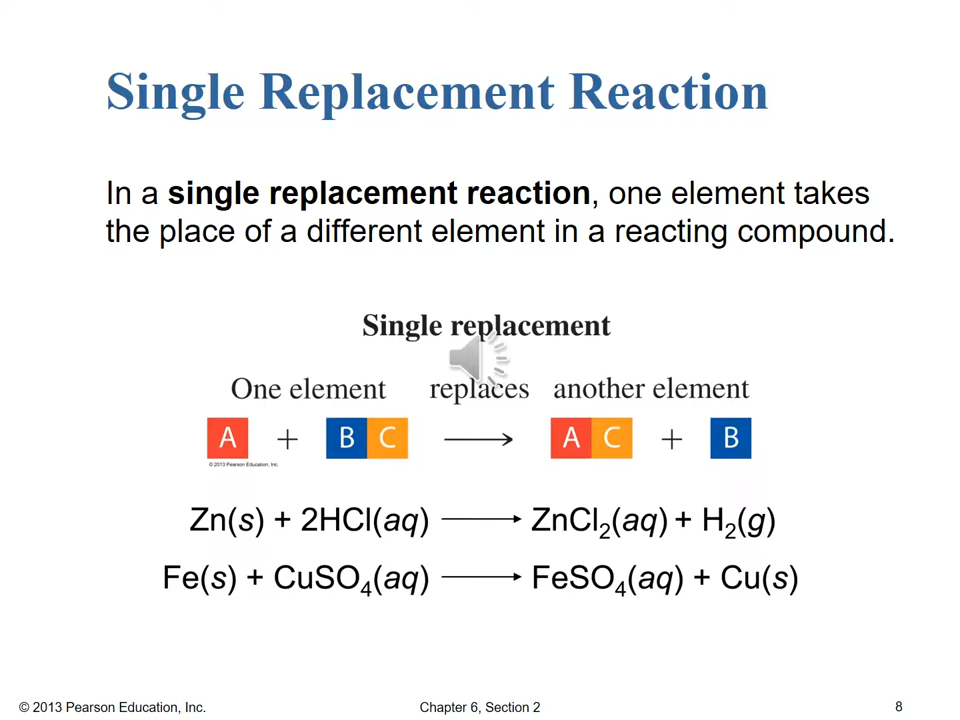 Single Replacement Reaction
In a single replacement reaction, one element takes
the place of a different element in a reacting compound.
Single replacement
One element replaces another element
A + B C → A C + B
© 2013 Pearson Education, Inc.
Zn(s) + 2HCl(aq) → ZnCl₂(aq) + H₂(g)
Fe(s) + CuSO₄(aq) → FeSO₄(aq) + Cu(s)
© 2013 Pearson Education, Inc. Chapter 6, Section 2 8